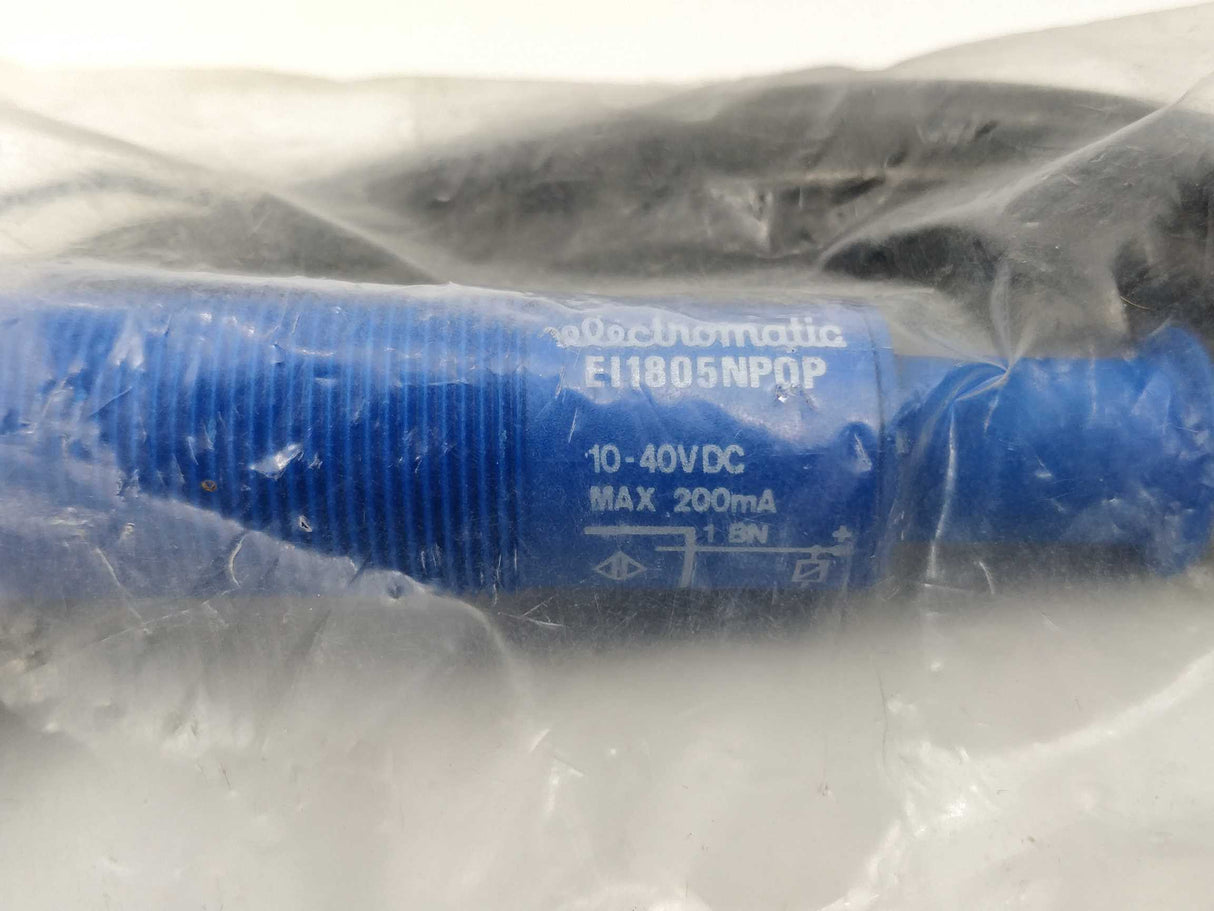 electromatic
EI1805NPOP
10-40VDC
MAX 200mA
1 BN +